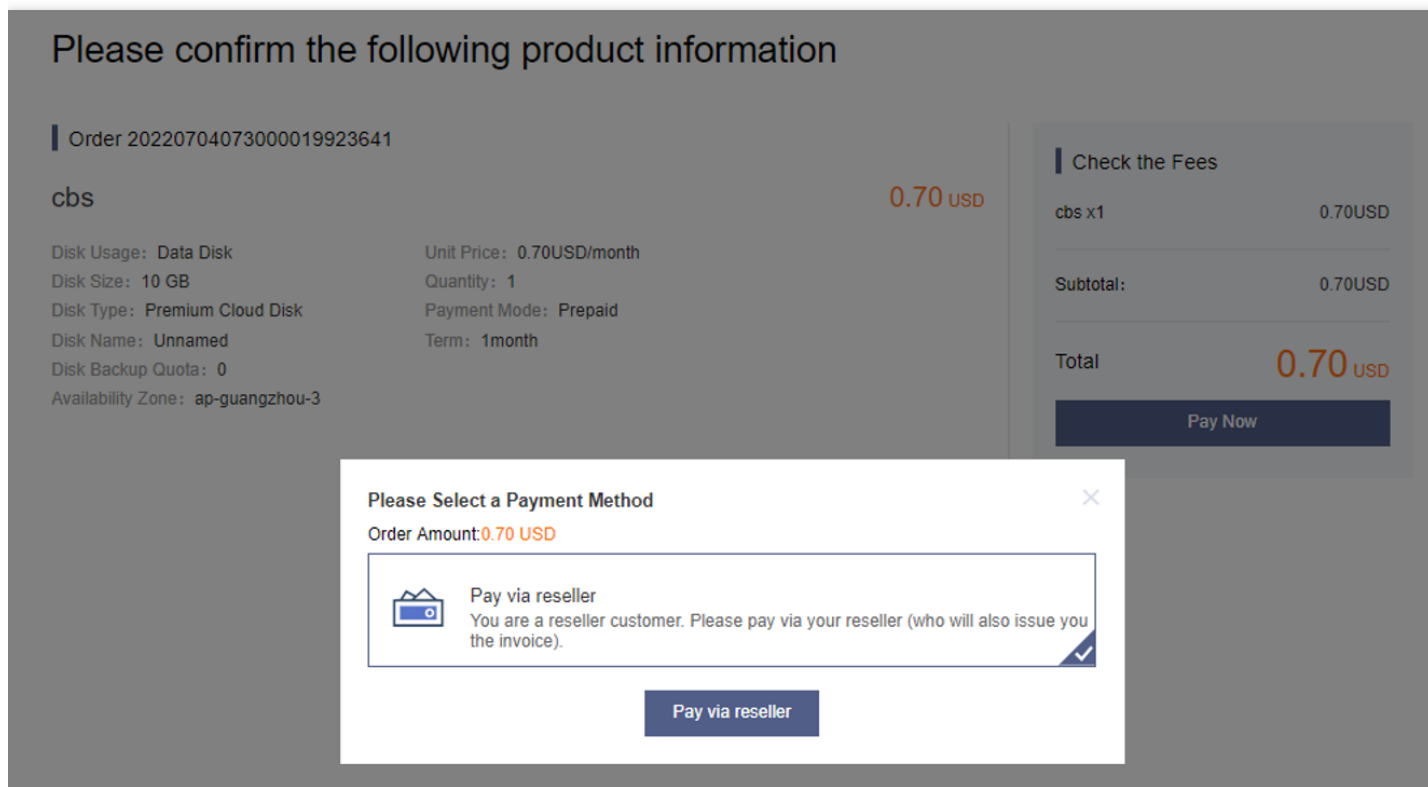 Please confirm the following product information
Order 20220704073000019923641
cbs
0.70 USD
Disk Usage: Data Disk
Unit Price: 0.70USD/month
Disk Size: 10 GB
Quantity: 1
Disk Type: Premium Cloud Disk
Payment Mode: Prepaid
Disk Name: Unnamed
Term: 1month
Disk Backup Quota: 0
Availability Zone: ap-guangzhou-3
Check the Fees
cbs x1 0.70USD
Subtotal: 0.70USD
Total 0.70 USD
Pay Now
Please Select a Payment Method
Order Amount:0.70 USD
Pay via reseller
You are a reseller customer. Please pay via your reseller (who will also issue you
the invoice).
Pay via reseller